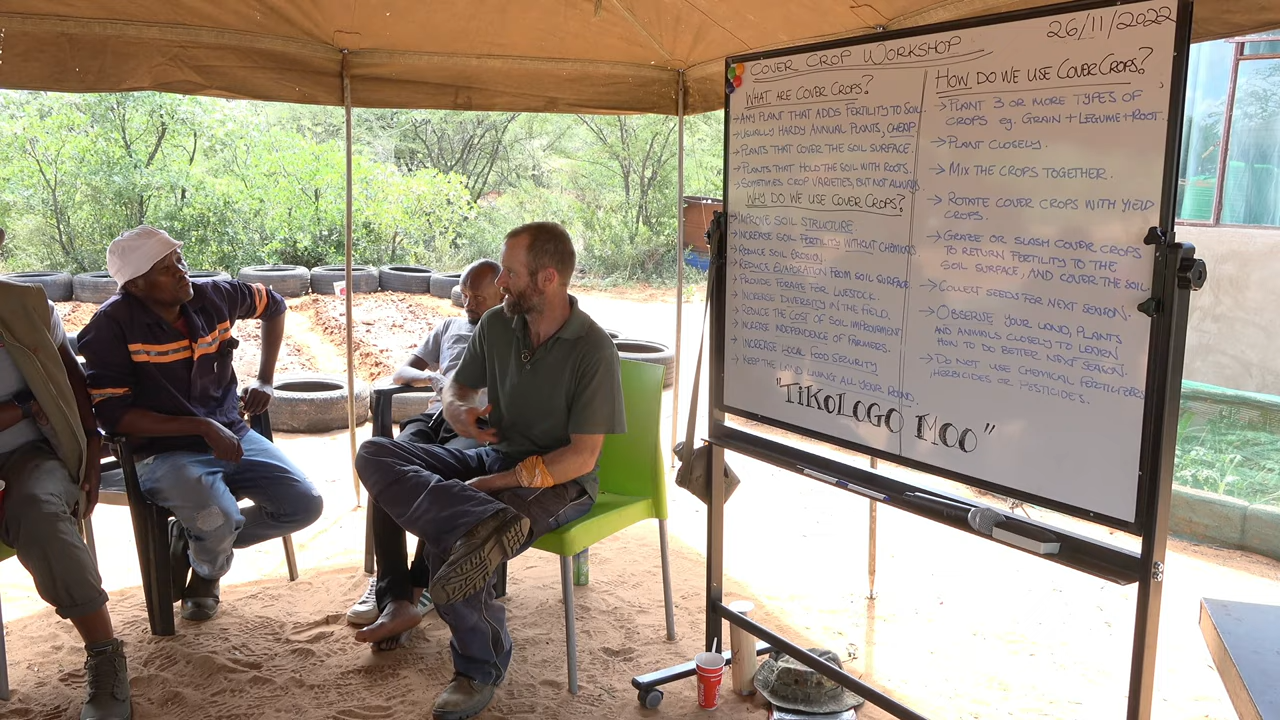 26/11/2022
COVER CROP WORKSHOP
WHAT ARE COVER CROPS?
→ ANY PLANT THAT ADDS FERTILITY TO SOIL.
→ USUALLY HARDY ANNUAL PLANTS, CHEAP
→ PLANTS THAT COVER THE SOIL SURFACE.
→ PLANTS THAT HOLD THE SOIL WITH ROOTS.
→ SOMETIMES CROP VARIETIES, BUT NOT ALWAYS.
WHY DO WE USE COVER CROPS?
→ IMPROVE SOIL STRUCTURE.
→ INCREASE SOIL FERTILITY WITHOUT CHEMICALS
→ REDUCE SOIL EROSION.
→ REDUCE EVAPORATION FROM SOIL SURFACE.
→ PROVIDE FORAGE FOR LIVESTOCK.
→ INCREASE DIVERSITY IN THE FIELD.
→ REDUCE THE COST OF SOIL IMPROVEMENT.
→ INCREASE INDEPENDENCE OF FARMERS.
→ INCREASE LOCAL FOOD SECURITY
→ KEEP THE LAND LIVING ALL YEAR ROUND.
HOW DO WE USE COVER CROPS?
→ PLANT 3 OR MORE TYPES OF
CROPS eg. GRAIN + LEGUME + ROOT.
→ PLANT CLOSELY.
→ MIX THE CROPS TOGETHER.
→ ROTATE COVER CROPS WITH YIELD
CROPS.
→ GRAZE OR SLASH COVER CROPS
TO RETURN FERTILITY TO THE
SOIL SURFACE, AND COVER THE SOIL.
→ COLLECT SEEDS FOR NEXT SEASON.
→ OBSERVE YOUR LAND, PLANTS
AND ANIMALS CLOSELY TO LEARN
HOW TO DO BETTER NEXT SEASON.
→ DO NOT USE CHEMICAL FERTILIZERS
, HERBICIDES OR PESTICIDES.
"TIKOLOGO MOO"